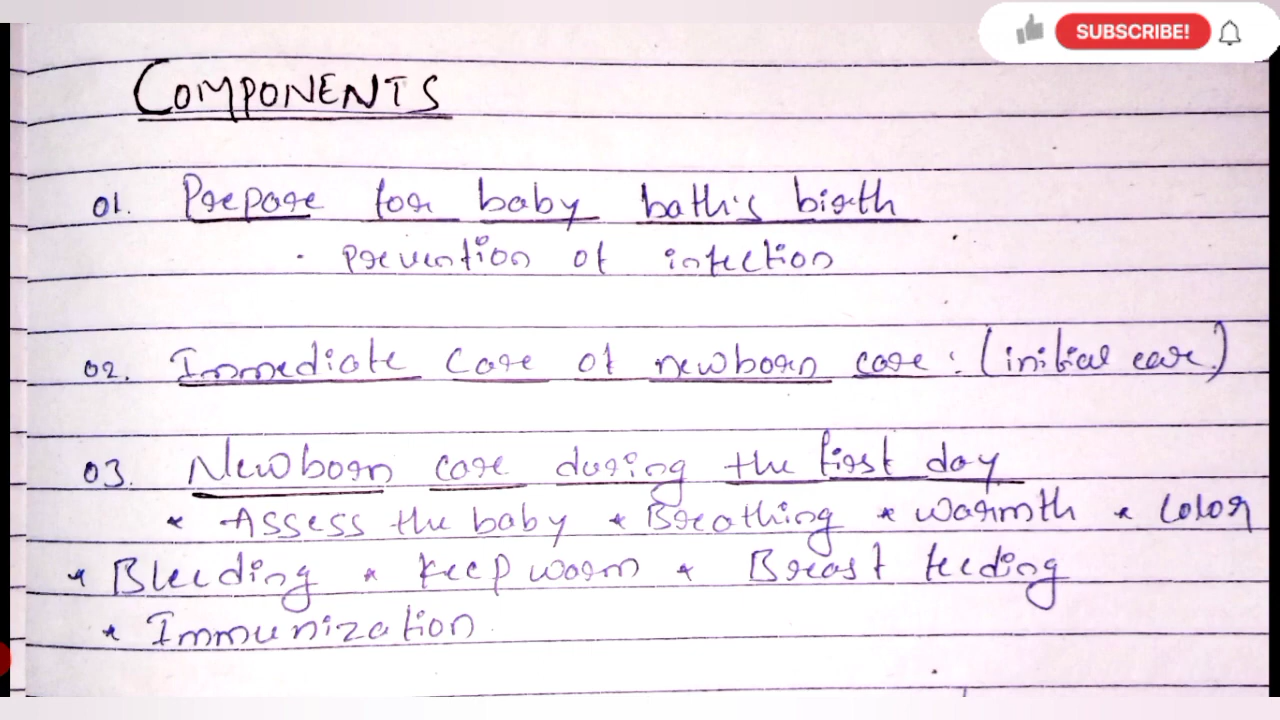 SUBSCRIBE!
COMPONENTS
01. Prepare for baby bath's birth
· prevention of infection
02. Immediate care of newborn care : (initial care)
03. Newborn care during the first day
* Assess the baby * Breathing * warmth * color
* Bleeding * keep warm * Breast feeding
* Immunization